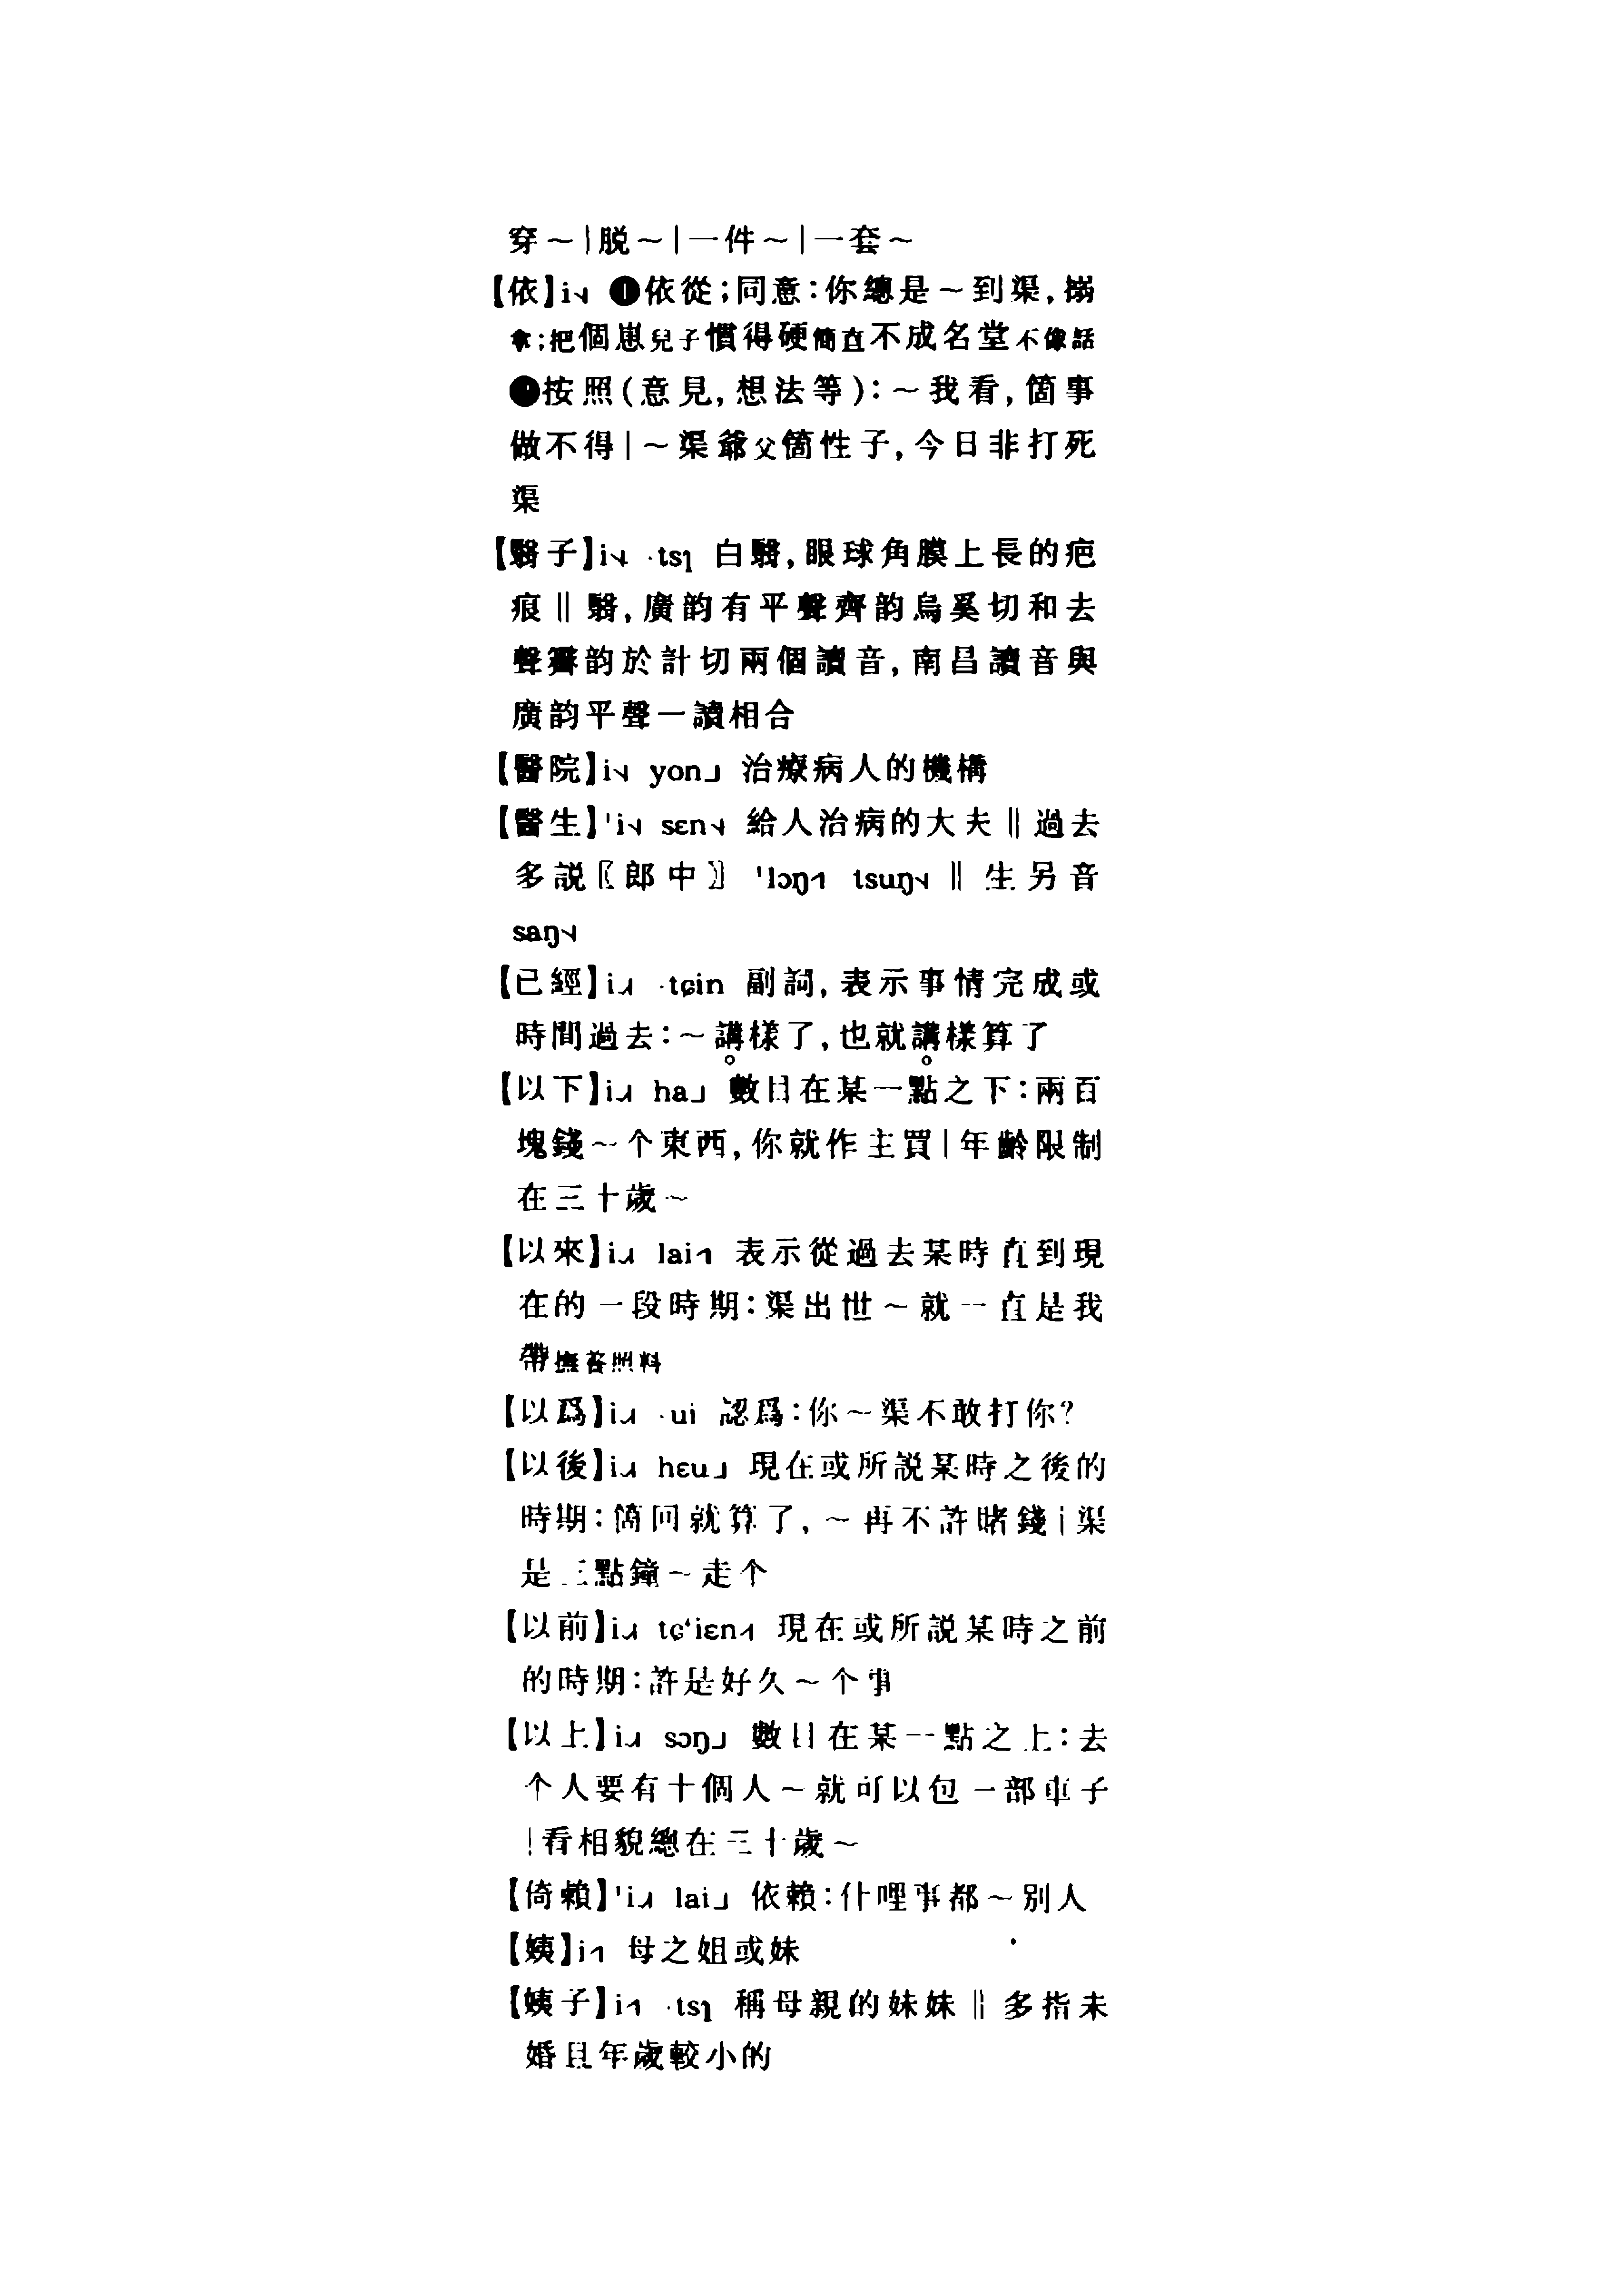 穿～|脱～|一件～|一套～
【依】i˨ ❶依從;同意:你總是～到渠,搦
拿;把個崽兒子慣得硬簡直不成名堂不像話
❷按照(意見,想法等):～我看,箇事
做不得|～渠爺父箇性子,今日非打死
渠
【翳子】i˨ ·tsɿ 白翳,眼球角膜上長的疤
痕‖翳,廣韵有平聲齊韵烏奚切和去
聲霽韵於計切兩個讀音,南昌讀音與
廣韵平聲一讀相合
【醫院】i˨ yon˩ 治療病人的機構
【醫生】ˈi˨ sɛn˨ 給人治病的大夫‖過去
多説〖郎中〗 ˈlɔŋ˦ tsuŋ˨ ‖ 生另音
saŋ˨
【已經】i˩ ·tɕin 副詞,表示事情完成或
時間過去:～講樣了,也就講樣算了
【以下】i˩ ha˩ 數目在某一點之下:兩百
塊錢～个東西,你就作主買|年齡限制
在三十歲～
【以來】i˩ lai˦ 表示從過去某時直到現
在的一段時期:渠出世～就一直是我
帶撫養照料
【以爲】i˩ ·ui 認爲:你～渠不敢打你?
【以後】i˩ hɛu˩ 現在或所説某時之後的
時期:箇回就算了,～再不許賭錢|渠
是三點鐘～走个
【以前】i˩ tɕʻiɛn˦ 現在或所説某時之前
的時期:許是好久～个事
【以上】i˩ sɔŋ˩ 數目在某一點之上:去
个人要有十個人～就可以包一部車子
|看相貌總在三十歲～
【倚賴】ˈi˩ lai˩ 依賴:什哩事都～別人
【姨】i˦ 母之姐或妹
【姨子】i˦ ·tsɿ 稱母親的妹妹‖多指未
婚且年歲較小的